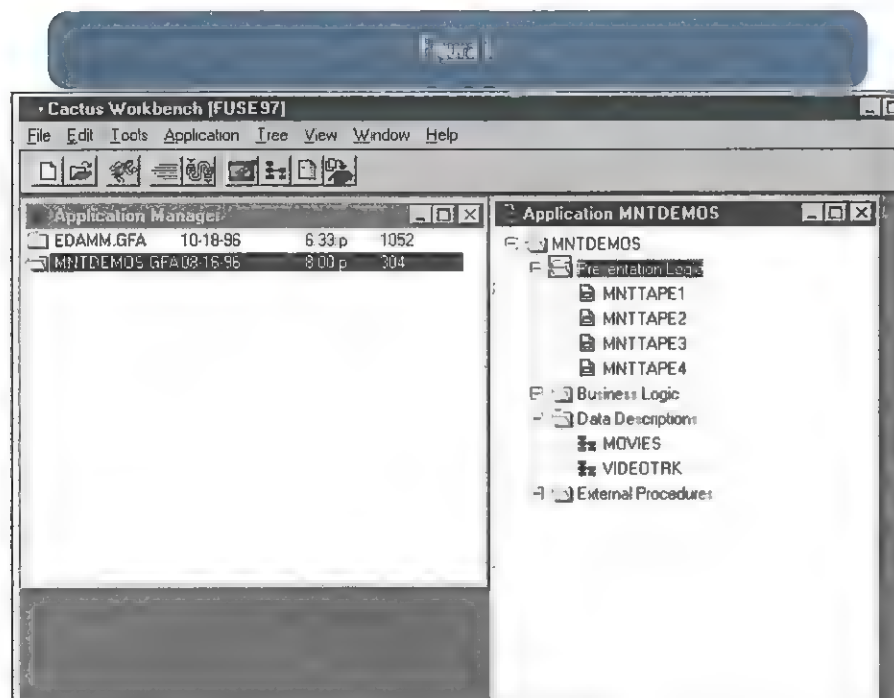 Cactus Workbench [FUSE97]
File Edit Tools Application Tree View Window Help
Application Manager
EDAMM.GFA 10-18-96 6:33 p 1052
MNTDEMOS GFA 08-16-96 8:00 p 304
Application MNTDEMOS
MNTDEMOS
Presentation Logic
MNTTAPE1
MNTTAPE2
MNTTAPE3
MNTTAPE4
Business Logic
Data Descriptions
MOVIES
VIDEOTRK
External Procedures